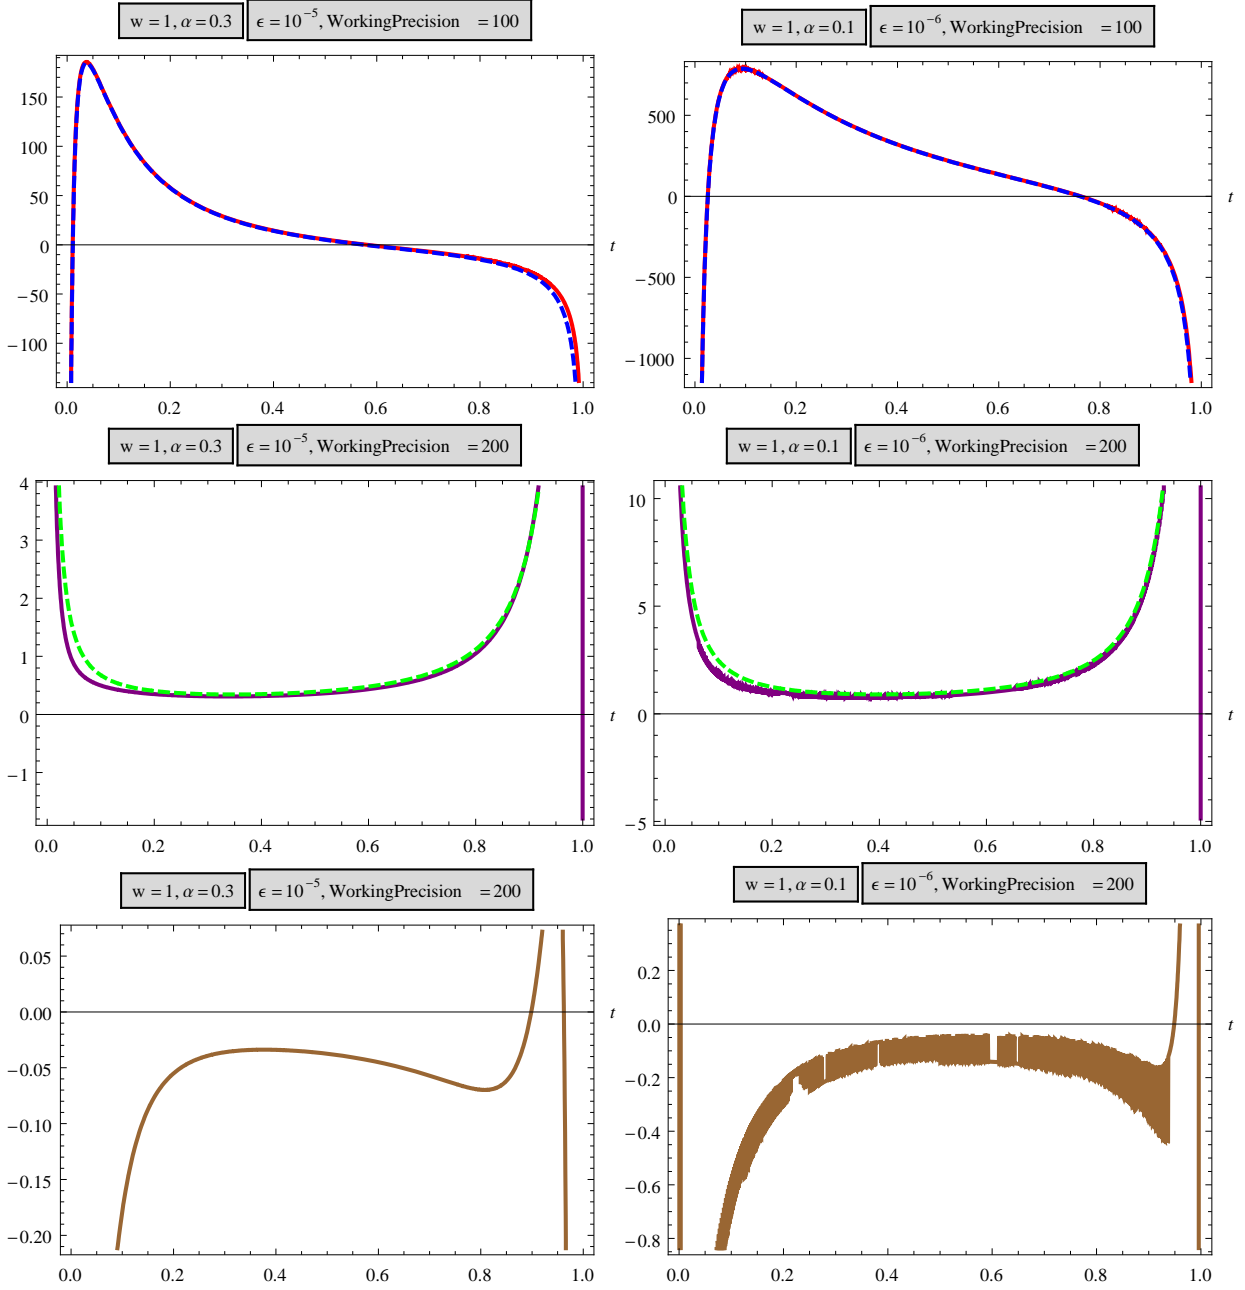 w = 1, α = 0.3 ϵ = 10⁻⁵, WorkingPrecision = 100
150
100
50
0
−50
−100
t
0.0 0.2 0.4 0.6 0.8 1.0
w = 1, α = 0.1 ϵ = 10⁻⁶, WorkingPrecision = 100
500
0
−500
−1000
t
0.0 0.2 0.4 0.6 0.8 1.0
w = 1, α = 0.3 ϵ = 10⁻⁵, WorkingPrecision = 200
4
3
2
1
0
−1
t
0.0 0.2 0.4 0.6 0.8 1.0
w = 1, α = 0.1 ϵ = 10⁻⁶, WorkingPrecision = 200
10
5
0
−5
t
0.0 0.2 0.4 0.6 0.8 1.0
w = 1, α = 0.3 ϵ = 10⁻⁵, WorkingPrecision = 200
0.05
0.00
−0.05
−0.10
−0.15
−0.20
t
0.0 0.2 0.4 0.6 0.8 1.0
w = 1, α = 0.1 ϵ = 10⁻⁶, WorkingPrecision = 200
0.2
0.0
−0.2
−0.4
−0.6
−0.8
t
0.0 0.2 0.4 0.6 0.8 1.0